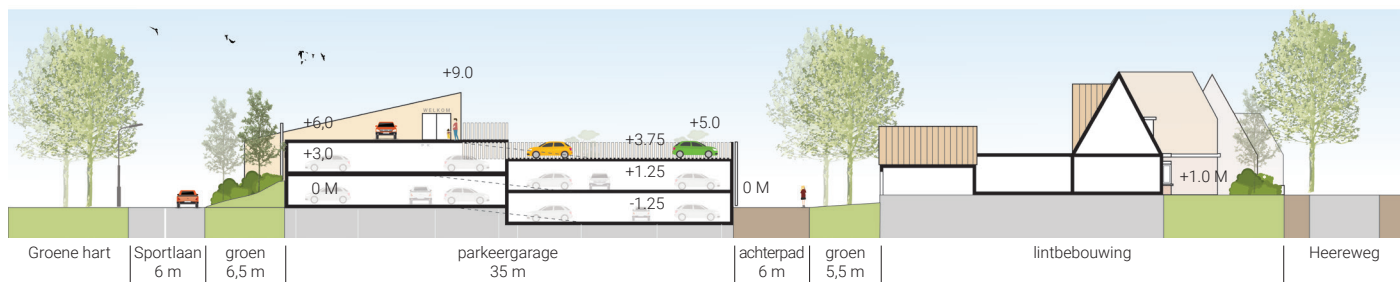 +9.0
WELKOM
+6,0
+5.0
+3.75
+3,0
+1.25
0 M
0 M
+1.0 M
-1.25
Groene hart
Sportlaan
6 m
groen
6,5 m
parkeergarage
35 m
achterpad
6 m
groen
5,5 m
lintbebouwing
Heereweg